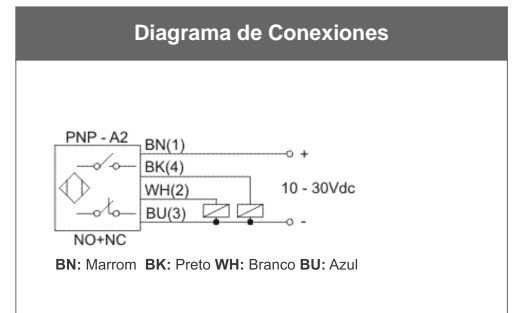 Diagrama de Conexiones
PNP - A2
BN(1)
+
BK(4)
WH(2)
10 - 30Vdc
BU(3)
-
NO+NC
BN: Marrom BK: Preto WH: Branco BU: Azul